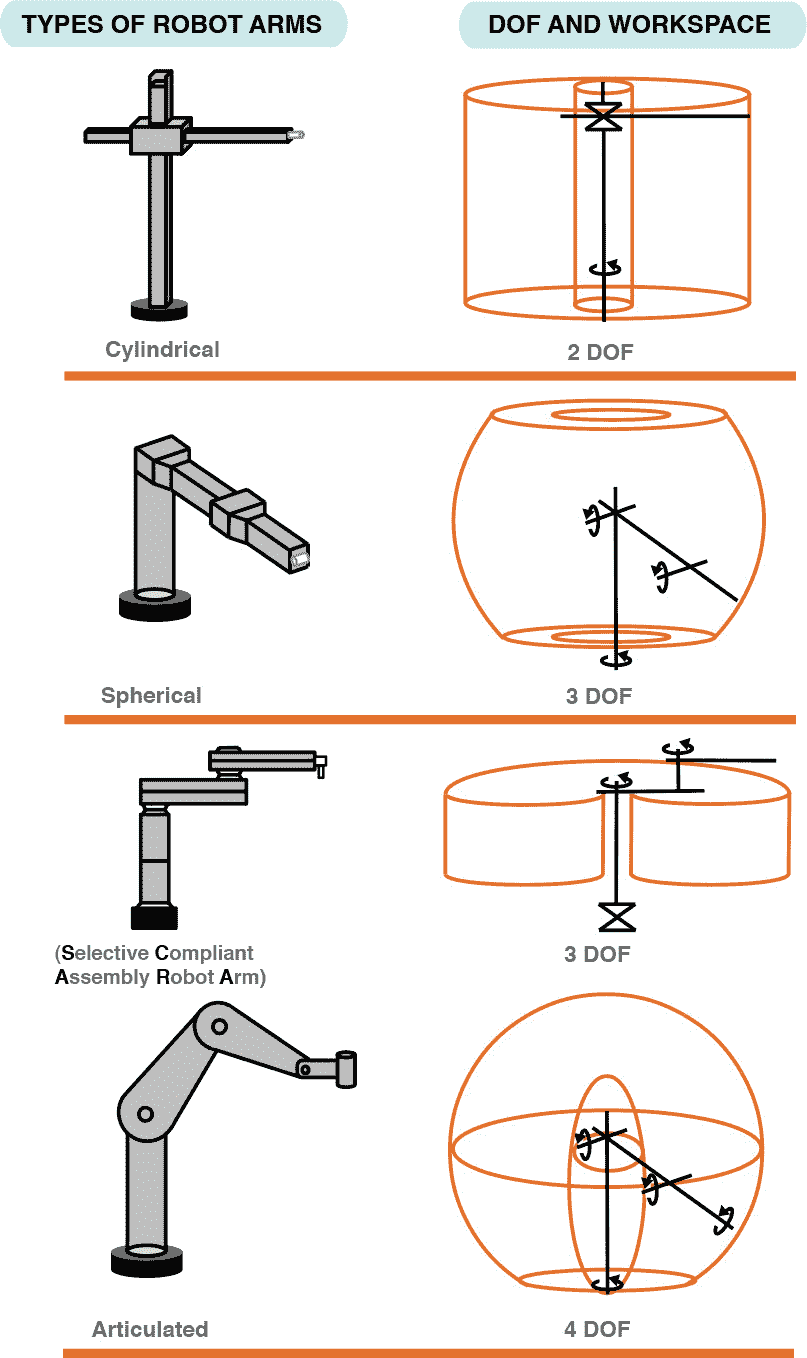 TYPES OF ROBOT ARMS
DOF AND WORKSPACE
Cylindrical
2 DOF
Spherical
3 DOF
(Selective Compliant
Assembly Robot Arm)
3 DOF
Articulated
4 DOF